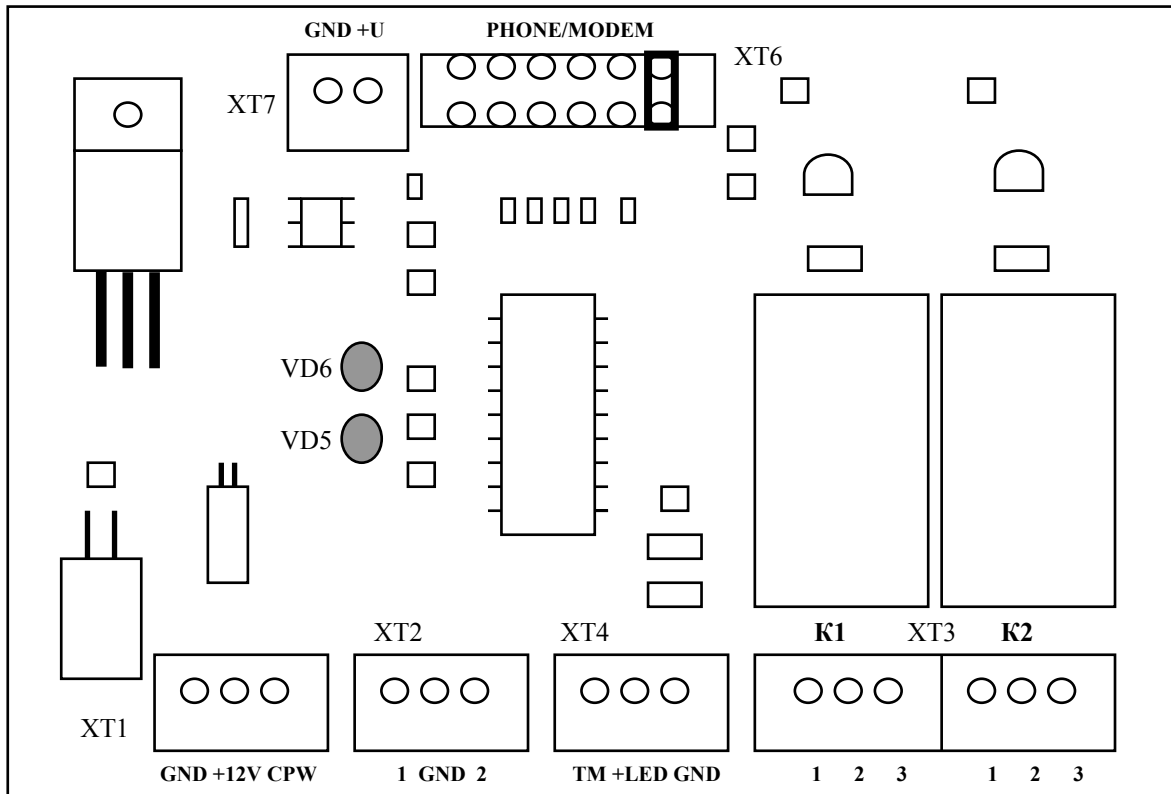 GND +U
PHONE/MODEM
XT6
XT7
VD6
VD5
XT2
XT4
К1
XT3
К2
XT1
GND +12V CPW
1 GND 2
TM +LED GND
1 2 3
1 2 3